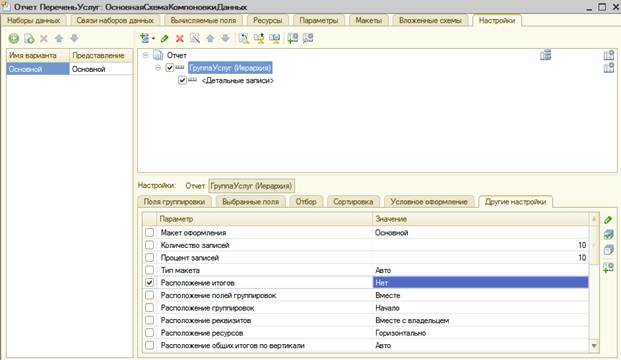 Отчет ПереченьУслуг: ОсновнаяСхемаКомпоновкиДанных
Наборы данных Связи наборов данных Вычисляемые поля Ресурсы Параметры Макеты Вложенные схемы Настройки
Имя варианта Представление
Основной Основной
Отчет
ГруппаУслуг (Иерархия)
<Детальные записи>
Настройки: Отчет ГруппаУслуг (Иерархия)
Поля группировки Выбранные поля Отбор Сортировка Условное оформление Другие настройки
Параметр Значение
Макет оформления Основной
Количество записей 10
Процент записей 10
Тип макета Авто
Расположение итогов Нет
Расположение полей группировок Вместе
Расположение группировок Начало
Расположение реквизитов Вместе с владельцем
Расположение ресурсов Горизонтально
Расположение общих итогов по вертикали Авто